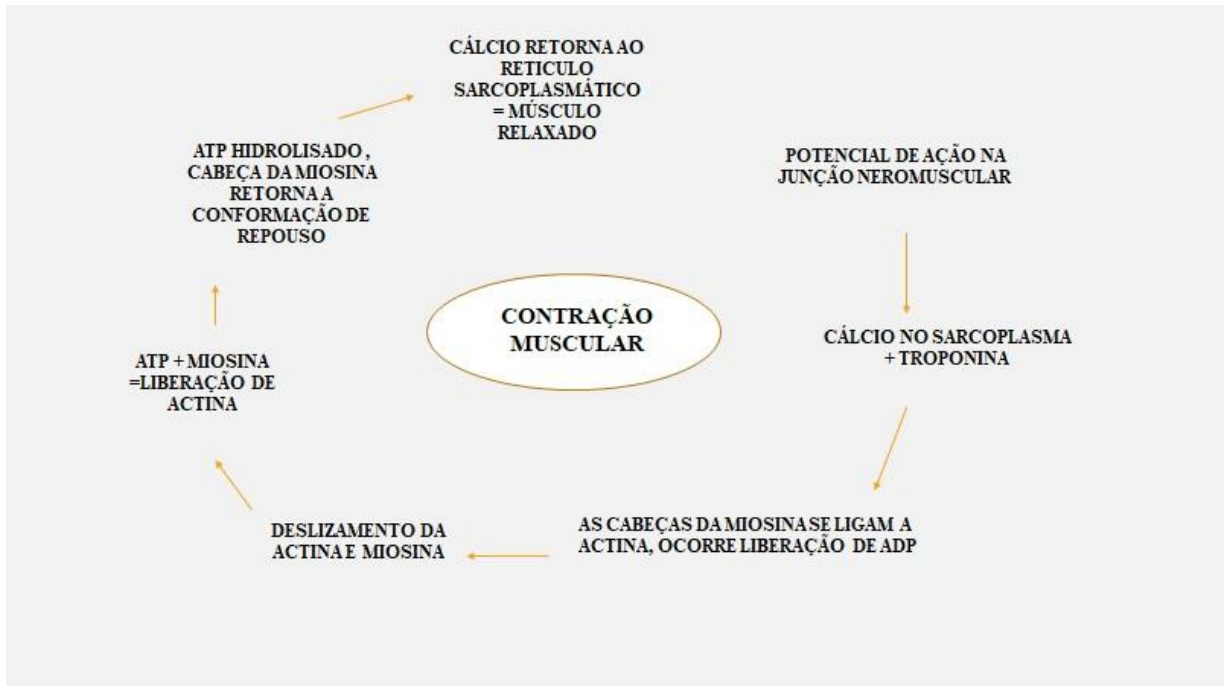 CÁLCIO RETORNA AO
RETICULO
SARCOPLASMÁTICO
= MÚSCULO
RELAXADO
POTENCIAL DE AÇÃO NA
JUNÇÃO NEROMUSCULAR
CÁLCIO NO SARCOPLASMA
+ TROPONINA
AS CABEÇAS DA MIOSINA SE LIGAM A
ACTINA, OCORRE LIBERAÇÃO DE ADP
DESLIZAMENTO DA
ACTINA E MIOSINA
ATP + MIOSINA
=LIBERAÇÃO DE
ACTINA
ATP HIDROLISADO ,
CABEÇA DA MIOSINA
RETORNA A
CONFORMAÇÃO DE
REPOUSO
CONTRAÇÃO
MUSCULAR